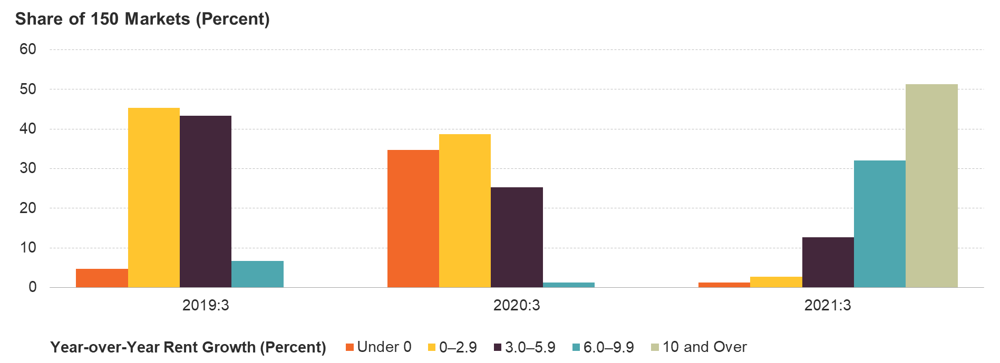 Share of 150 Markets (Percent)
60
50
40
30
20
10
0
2019:3 2020:3 2021:3
Year-over-Year Rent Growth (Percent) Under 0 0–2.9 3.0–5.9 6.0–9.9 10 and Over